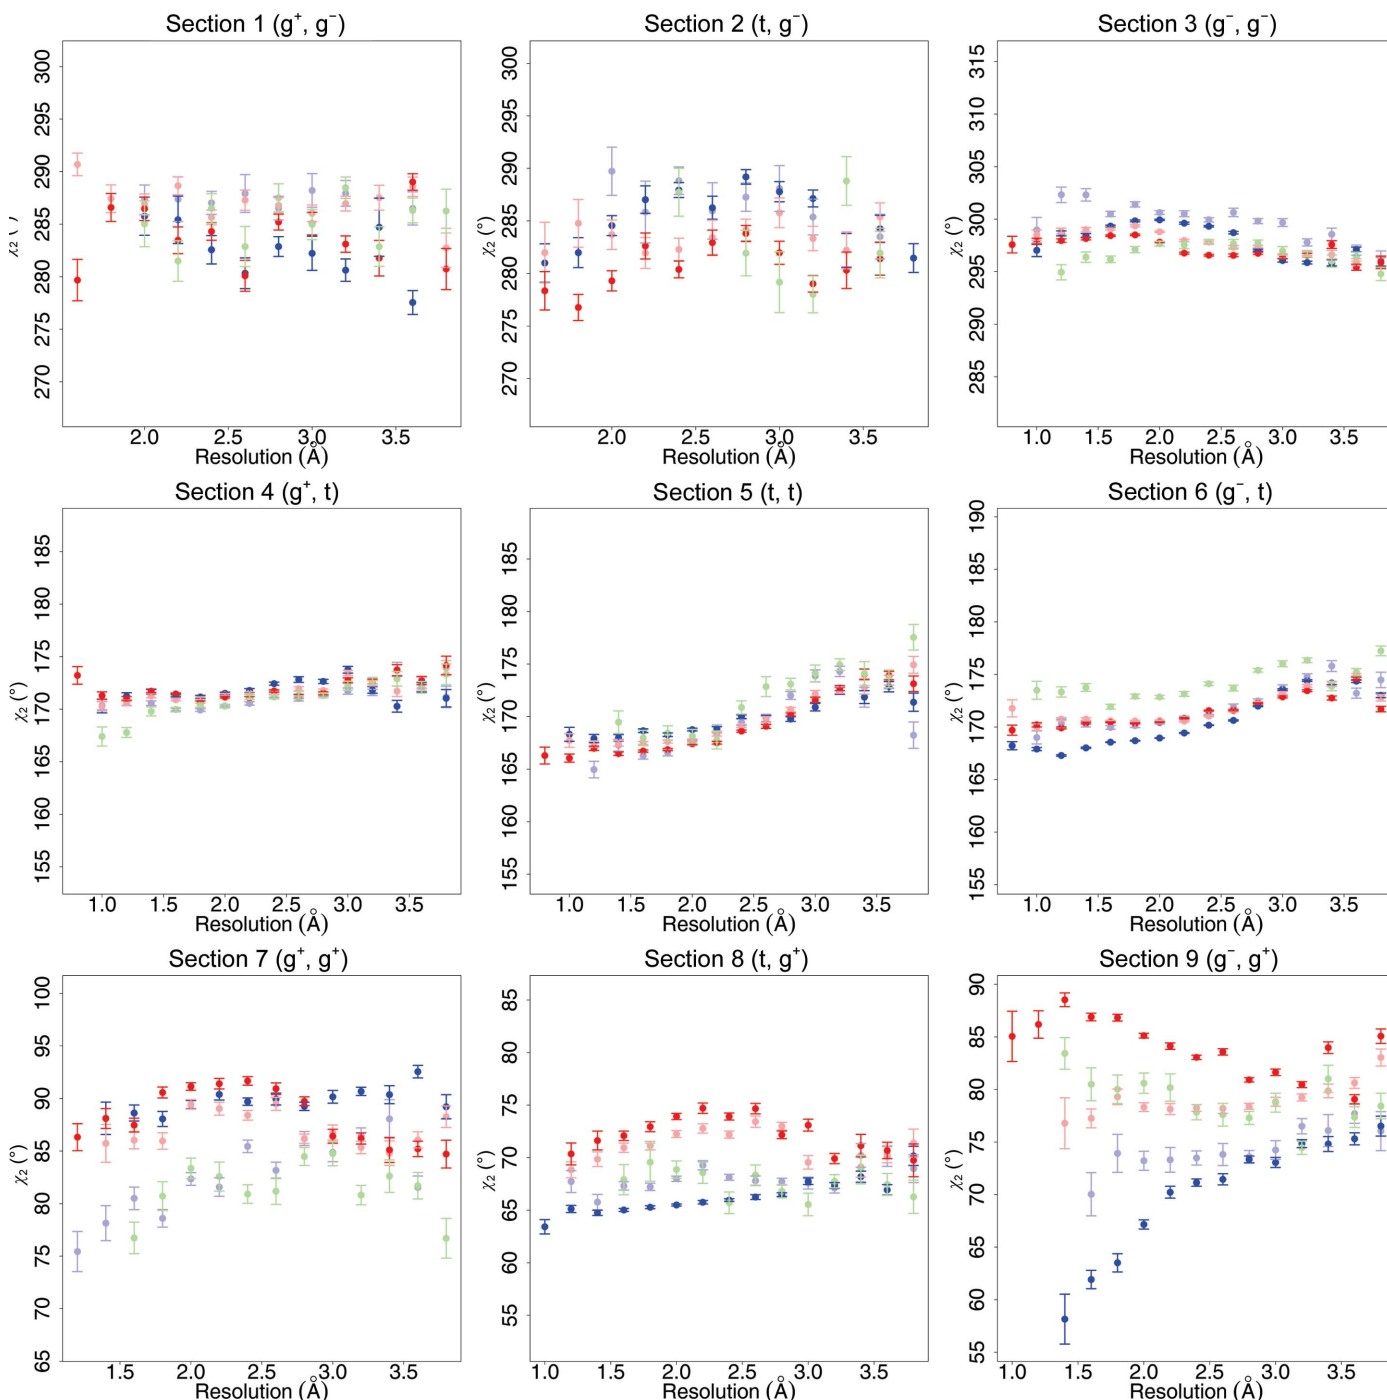 Section 1 (g⁺, g⁻)
Section 2 (t, g⁻)
Section 3 (g⁻, g⁻)
300
295
290
285
280
275
270
χ₂ (°)
2.0 2.5 3.0 3.5
Resolution (Å)
300
295
290
285
280
275
270
χ₂ (°)
2.0 2.5 3.0 3.5
Resolution (Å)
315
310
305
300
295
290
285
χ₂ (°)
1.0 1.5 2.0 2.5 3.0 3.5
Resolution (Å)
Section 4 (g⁺, t)
Section 5 (t, t)
Section 6 (g⁻, t)
185
180
175
170
165
160
155
χ₂ (°)
1.0 1.5 2.0 2.5 3.0 3.5
Resolution (Å)
185
180
175
170
165
160
155
χ₂ (°)
1.0 1.5 2.0 2.5 3.0 3.5
Resolution (Å)
190
185
180
175
170
165
160
155
χ₂ (°)
1.0 1.5 2.0 2.5 3.0 3.5
Resolution (Å)
Section 7 (g⁺, g⁺)
Section 8 (t, g⁺)
Section 9 (g⁻, g⁺)
100
95
90
85
80
75
70
65
χ₂ (°)
1.5 2.0 2.5 3.0 3.5
Resolution (Å)
85
80
75
70
65
60
55
χ₂ (°)
1.0 1.5 2.0 2.5 3.0 3.5
Resolution (Å)
90
85
80
75
70
65
60
55
χ₂ (°)
1.0 1.5 2.0 2.5 3.0 3.5
Resolution (Å)